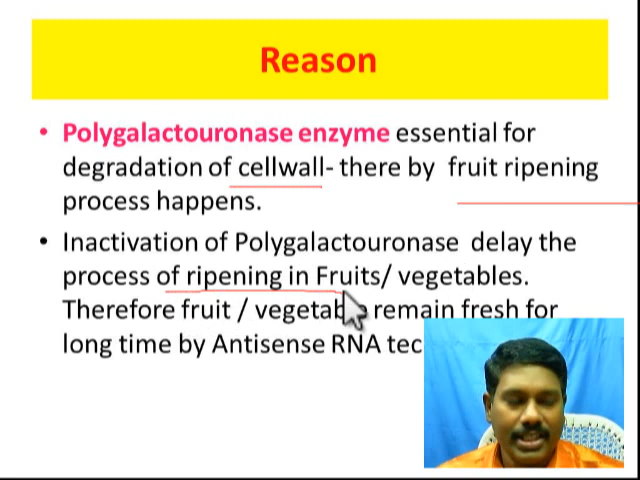 Reason
• Polygalactouronase enzyme essential for
degradation of cellwall- there by fruit ripening
process happens.
• Inactivation of Polygalactouronase delay the
process of ripening in Fruits/ vegetables.
Therefore fruit / vegetable remain fresh for
long time by Antisense RNA tec